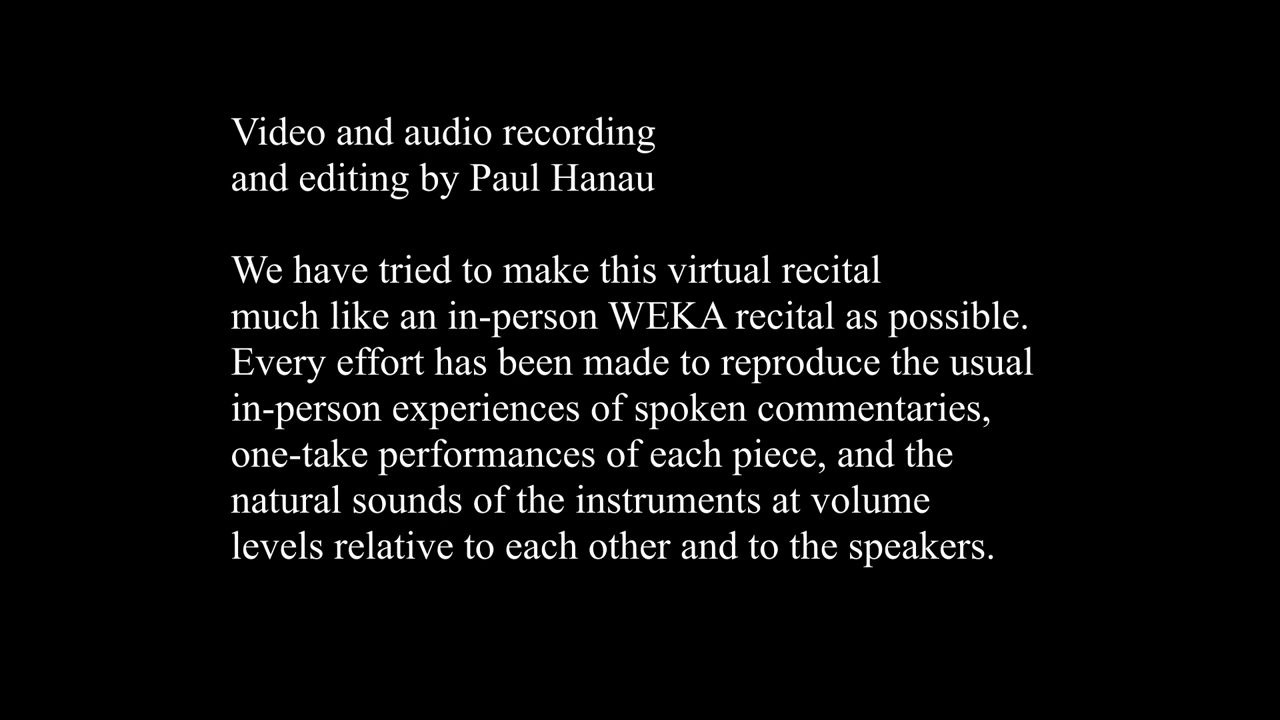 Video and audio recording
and editing by Paul Hanau
We have tried to make this virtual recital
much like an in-person WEKA recital as possible.
Every effort has been made to reproduce the usual
in-person experiences of spoken commentaries,
one-take performances of each piece, and the
natural sounds of the instruments at volume
levels relative to each other and to the speakers.